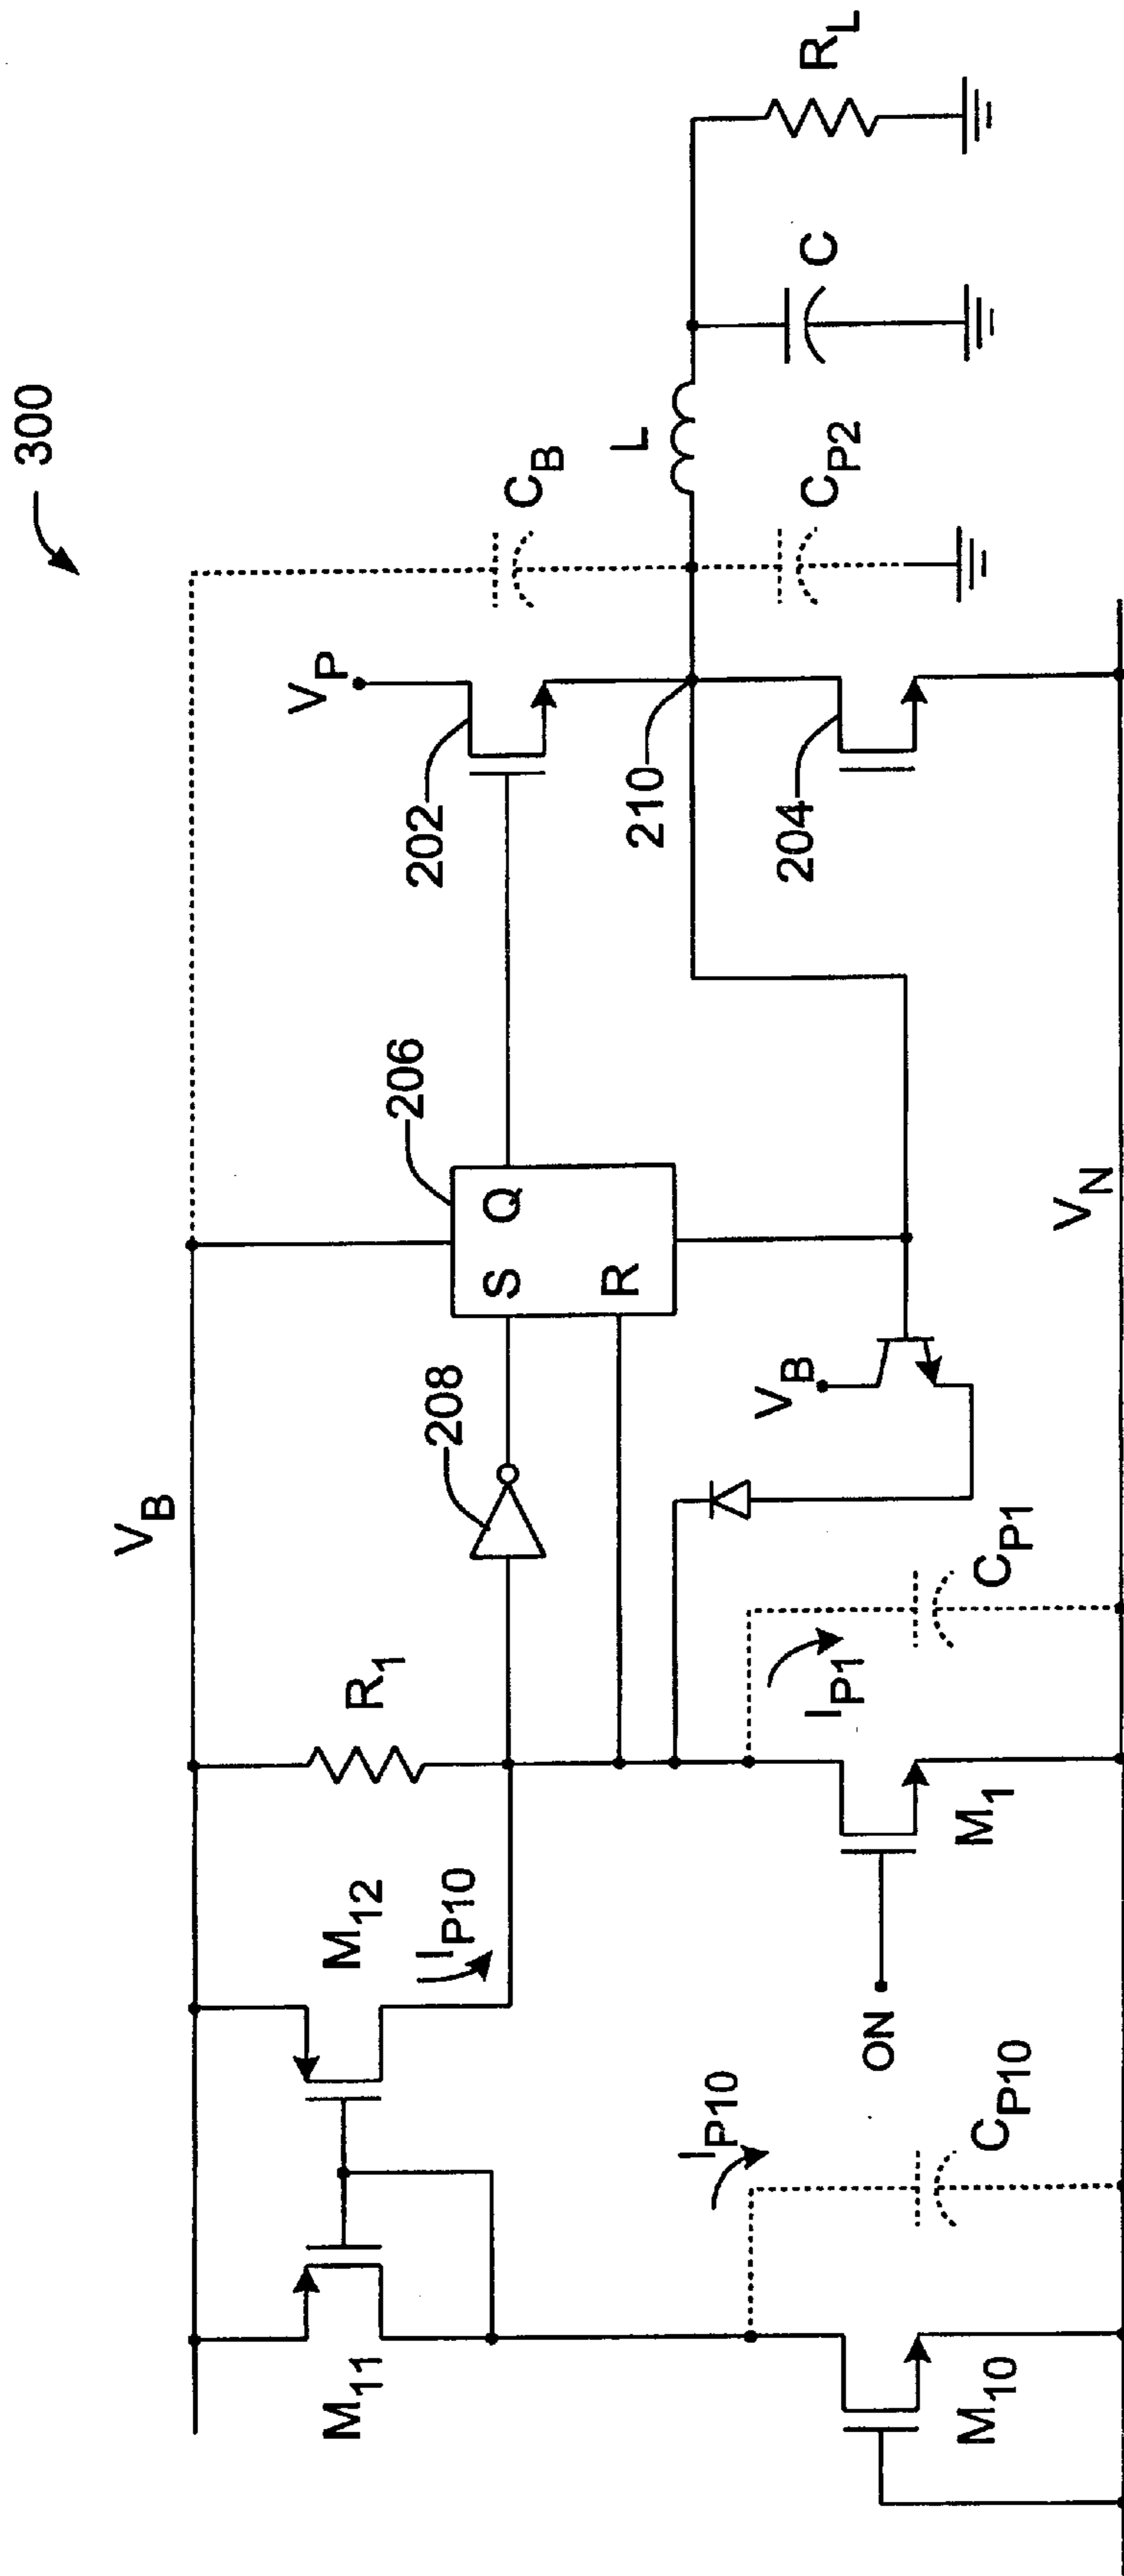 300
V_B
M_11
M_12
I_P10
R_1
208
S
Q
R
206
V_P
202
C_B
L
R_L
C
C_P2
210
204
V_B
I_P10
C_P10
M_10
ON
M_1
I_P1
C_P1
V_N